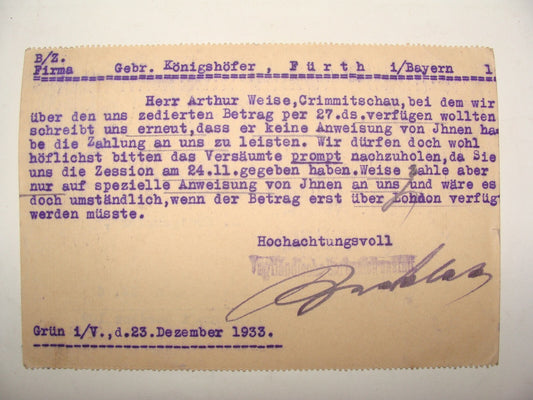 B/Z.
Firma Gebr. Königshöfer, Fürth i/Bayern 1
Herr Arthur Weise, Crimmitschau, bei dem wir
über den uns zedierten Betrag per 27.ds. verfügen wollten
schreibt uns erneut, dass er keine Anweisung von Jhnen ha
be die Zahlung an uns zu leisten. Wir dürfen doch wohl
höflichst bitten das Versäumte prompt nachzuholen, da Sie
uns die Zession am 24.11.gegeben haben. Weise zahle aber
nur auf spezielle Anweisung von Jhnen an uns und wäre es
doch umständlich, wenn der Betrag erst über London verfüg
werden müsste.
Hochachtungsvoll
Grün i/V., d.23.Dezember 1933.